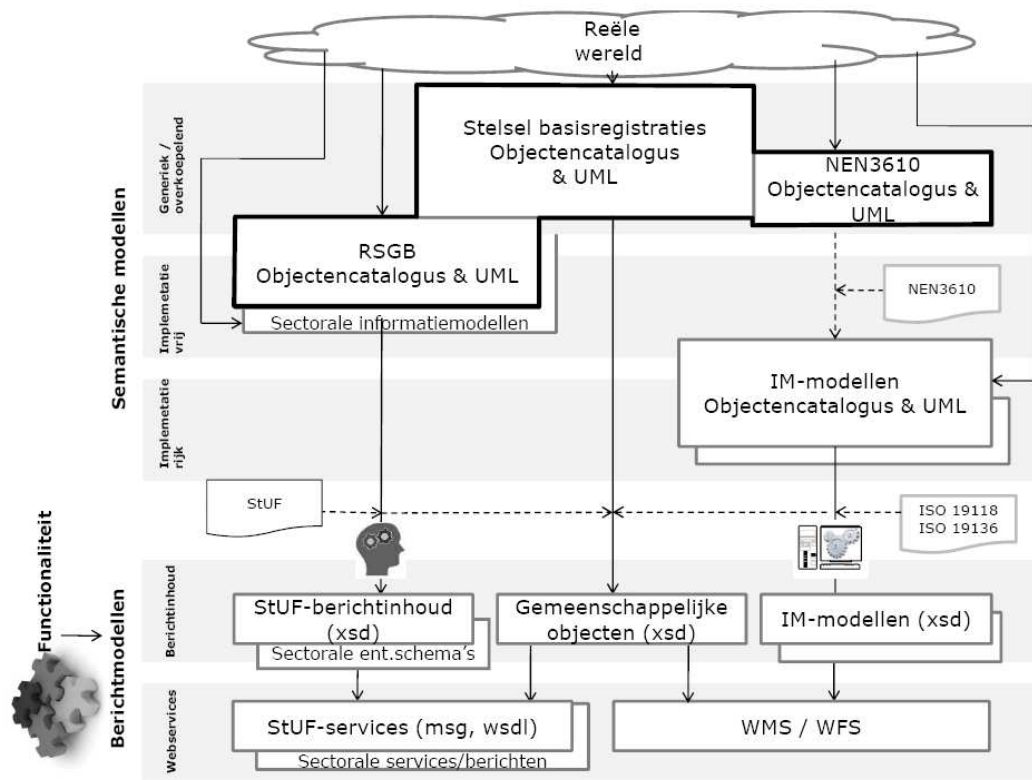 Reële
wereld
Stelsel basisregistraties
Objectencatalogus
& UML
NEN3610
Objectencatalogus &
UML
RSGB
Objectencatalogus & UML
Sectorale informatiemodellen
NEN3610
IM-modellen
Objectencatalogus & UML
StUF
ISO 19118
ISO 19136
StUF-berichtinhoud
(xsd)
Sectorale ent.schema's
Gemeenschappelijke
objecten (xsd)
IM-modellen (xsd)
StUF-services (msg, wsdl)
Sectorale services/berichten
WMS / WFS
Semantische modellen
Generiek /
overkoepelend
Implemetatie
vrij
Implemetatie
rijk
Functionaliteit
Berichtmodellen
Berichtinhoud
Webservices